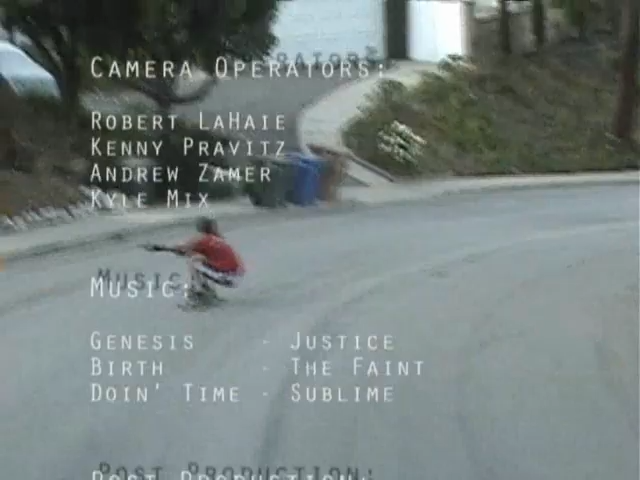 Camera Operators:
Robert LaHaie
Kenny Pravitz
Andrew Zamer
Kyle Mix
Music:
Genesis - Justice
Birth - The Faint
Doin' Time - Sublime
Post Production: